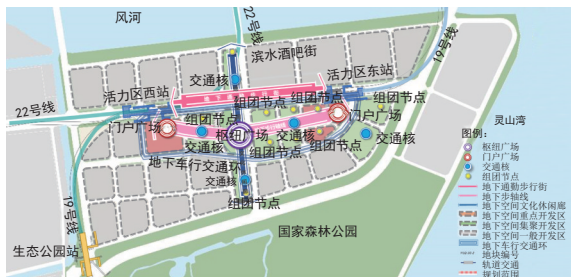 风河
22号线
滨水酒吧街
19号线
活力区西站
交通核
活力区东站
22号线
组团节点
组团节点
组团节点
组团节点
门户广场
门户广场
灵山湾
交通核
枢纽广场
交通核
交通核
组团节点
组团节点
地下车行交通环
交通核
组团节点
19号线
生态公园站
国家森林公园
图例:
枢纽广场
门户广场
交通核
组团节点
地下通勤步行街
地下步轴线
地下空间文化休闲廊
地下空间重点开发区
地下空间集聚开发区
地下空间一般开发区
地下车行交通环
地块编号
轨道交通
规划范围